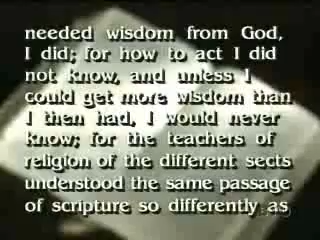 needed wisdom from God,
I did; for how to act I did
not know, and unless I
could get more wisdom than
I then had, I would never
know; for the teachers of
religion of the different sects
understood the same passage
of scripture so differently as